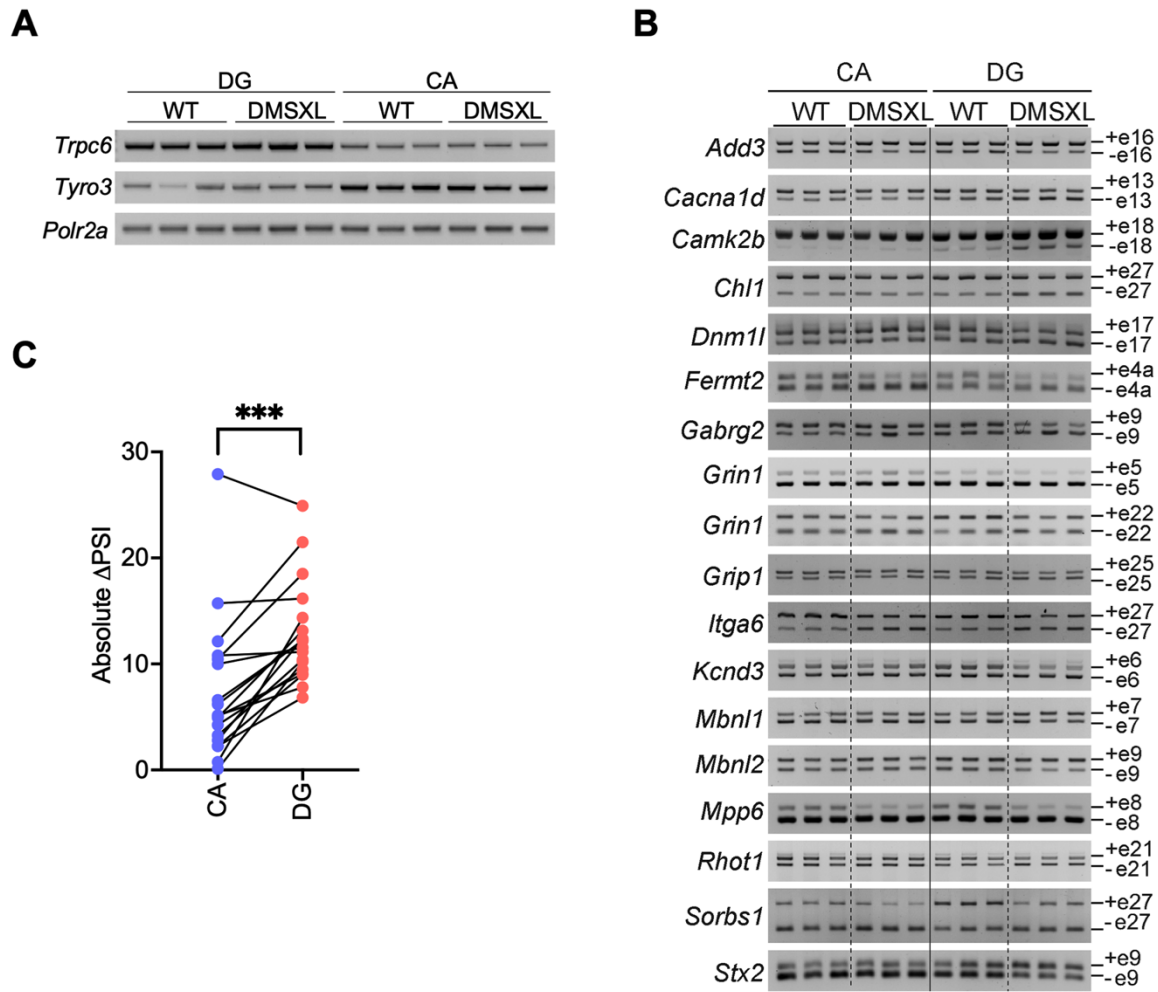 A
DG CA
WT DMSXL WT DMSXL
Trpc6
Tyro3
Polr2a
B
CA DG
WT DMSXL WT DMSXL
Add3 +e16
-e16
Cacna1d +e13
-e13
Camk2b +e18
-e18
Chl1 +e27
-e27
Dnm1l +e17
-e17
Fermt2 +e4a
-e4a
Gabrg2 +e9
-e9
Grin1 +e5
-e5
Grin1 +e22
-e22
Grip1 +e25
-e25
Itga6 +e27
-e27
Kcnd3 +e6
-e6
Mbnl1 +e7
-e7
Mbnl2 +e9
-e9
Mpp6 +e8
-e8
Rhot1 +e21
-e21
Sorbs1 +e27
-e27
Stx2 +e9
-e9
C
***
Absolute ΔPSI
30
20
10
0
CA DG